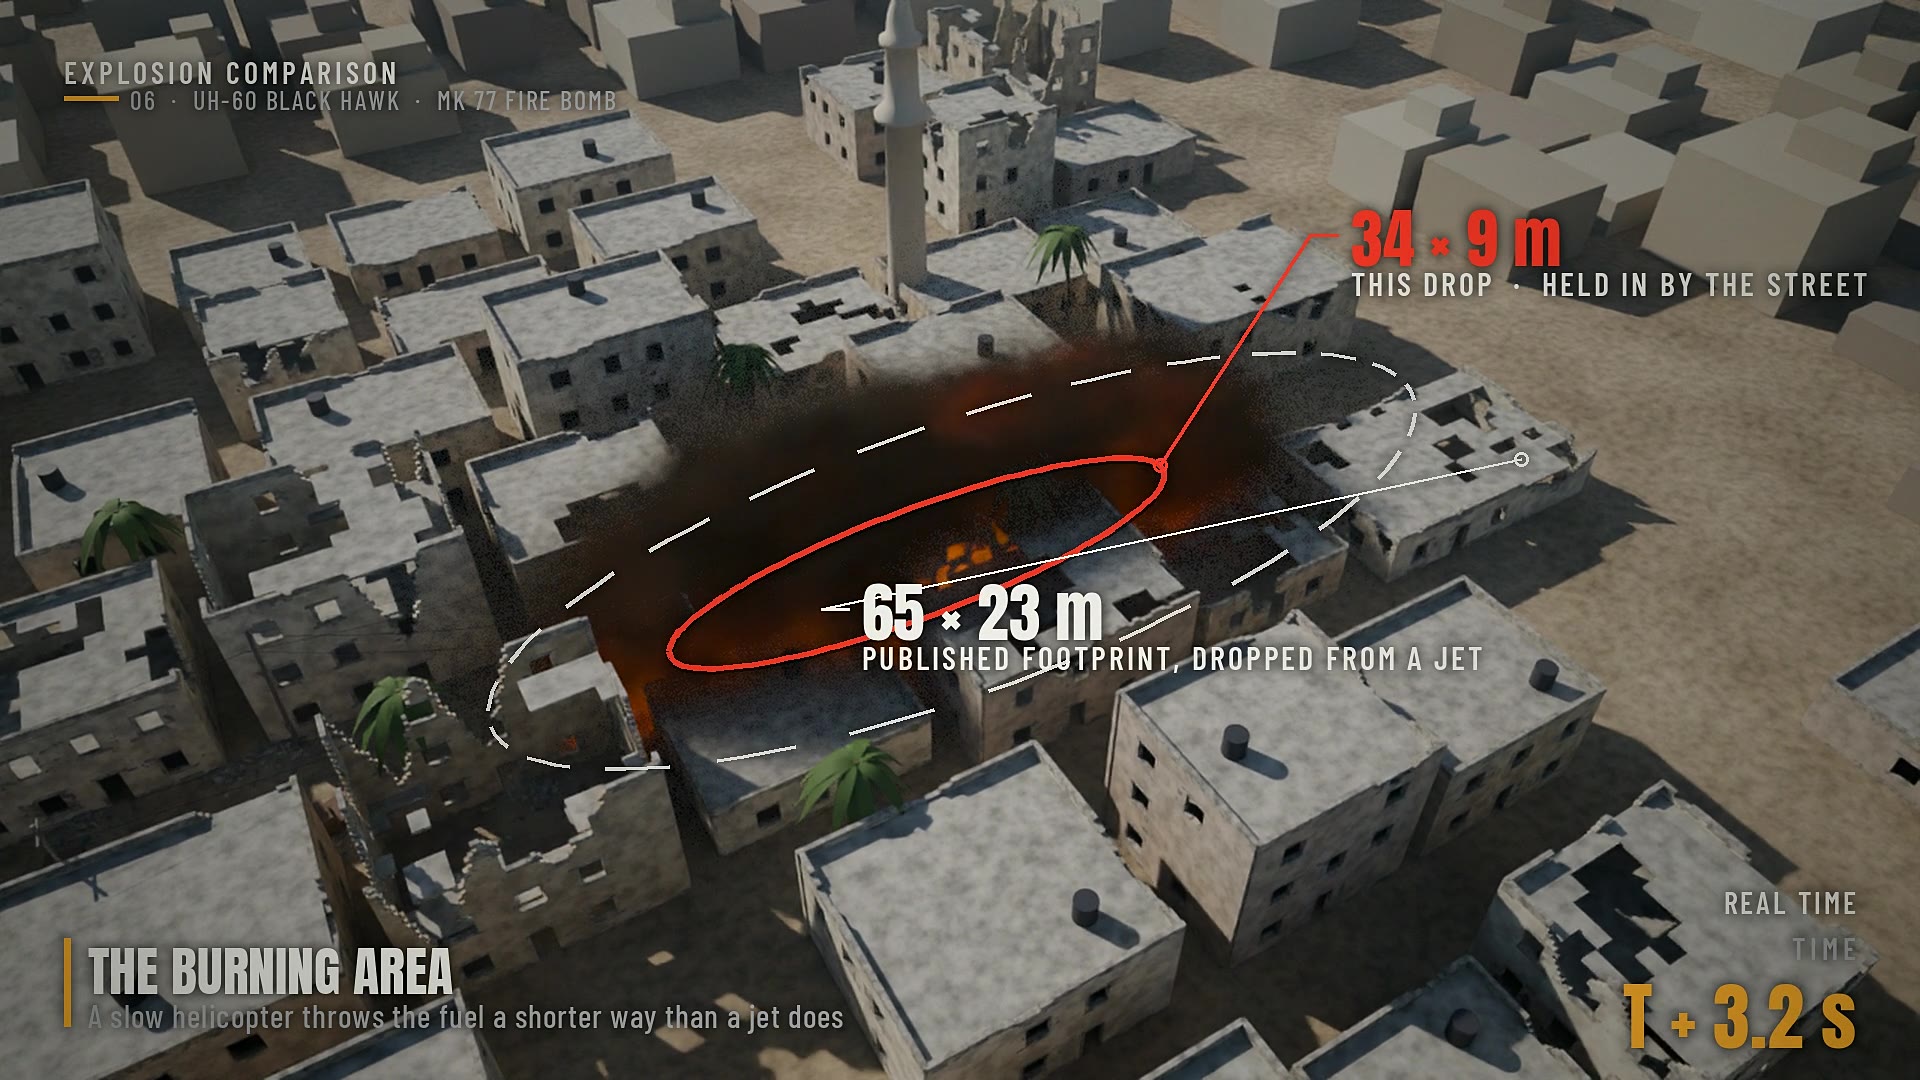 EXPLOSION COMPARISON
06 · UH-60 BLACK HAWK · MK 77 FIRE BOMB
34 × 9 m
THIS DROP · HELD IN BY THE STREET
65 × 23 m
PUBLISHED FOOTPRINT, DROPPED FROM A JET
THE BURNING AREA
A slow helicopter throws the fuel a shorter way than a jet does
REAL TIME
TIME
T + 3.2 s